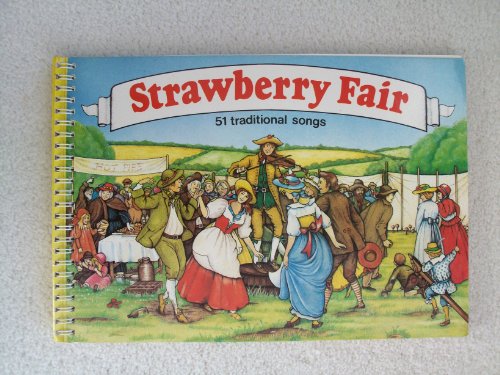 Strawberry Fair
51 traditional songs